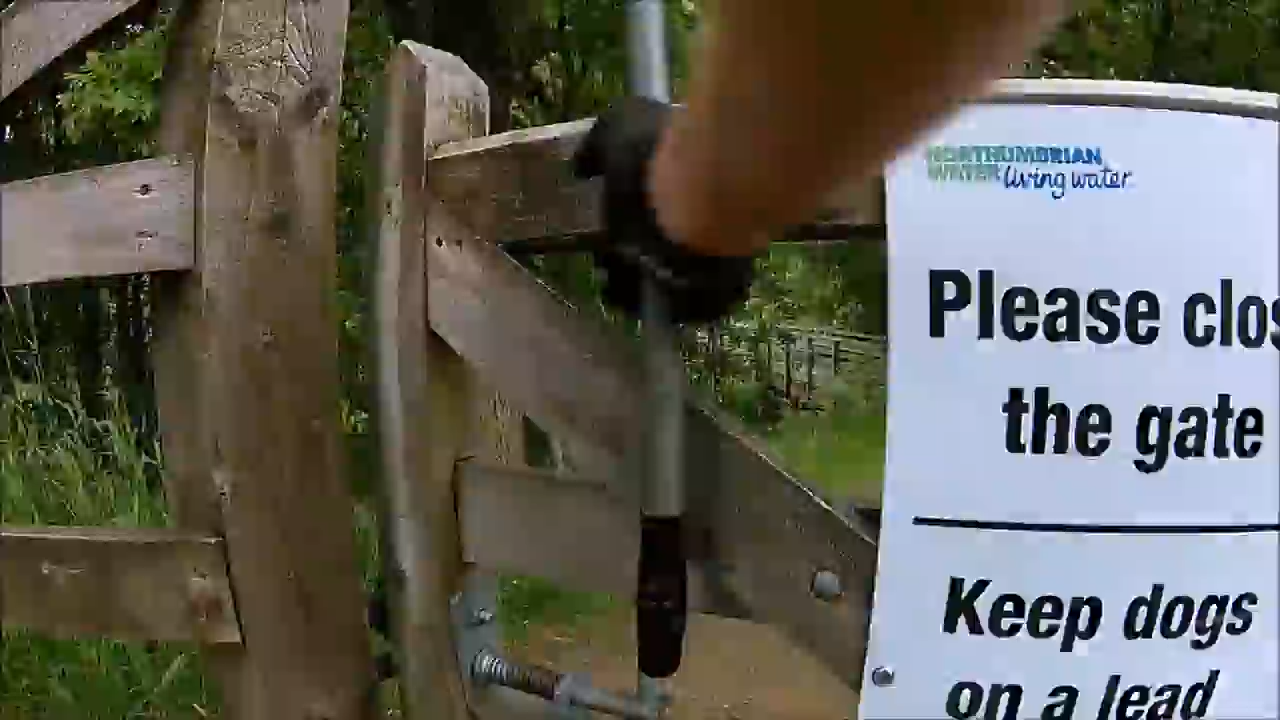 NORTHUMBRIAN
WATER living water
Please clos
the gate
Keep dogs
on a lead